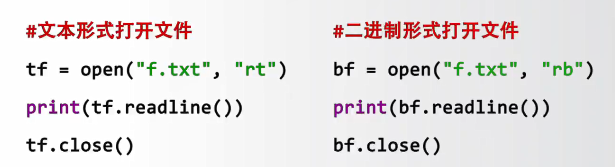 #文本形式打开文件
tf = open("f.txt", "rt")
print(tf.readline())
tf.close()
#二进制形式打开文件
bf = open("f.txt", "rb")
print(bf.readline())
bf.close()